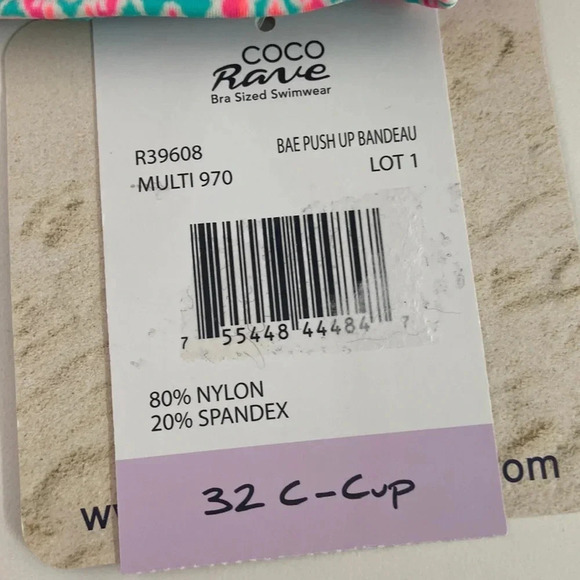 COCO
Rave
Bra Sized Swimwear
R39608 BAE PUSH UP BANDEAU
MULTI 970 LOT 1
7 55448 44484 7
80% NYLON
20% SPANDEX
32 C-Cup
w om